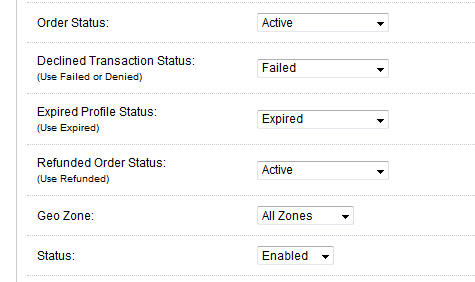 Order Status: Active
Declined Transaction Status: Failed
(Use Failed or Denied)
Expired Profile Status: Expired
(Use Expired)
Refunded Order Status: Active
(Use Refunded)
Geo Zone: All Zones
Status: Enabled